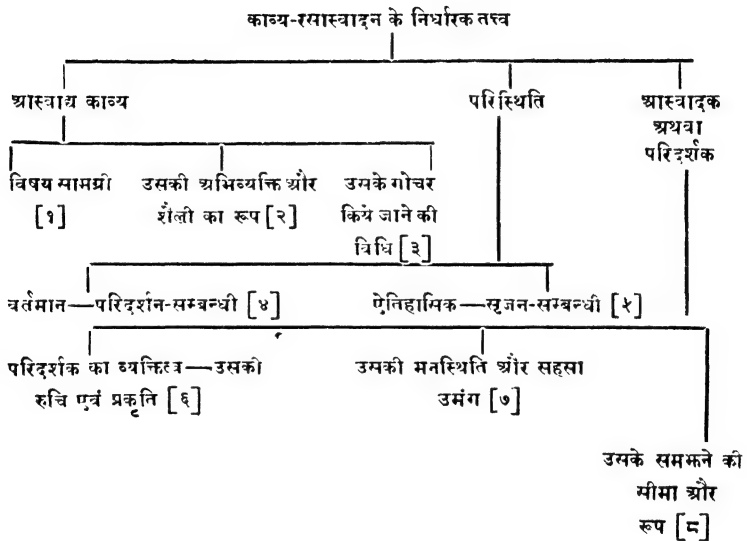 काव्य-रसास्वादन के निर्धारक तत्त्व
आस्वाद्य काव्य
परिस्थिति
आस्वादक
अथवा
परिदर्शक
विषय सामग्री
[१]
उसकी अभिव्यक्ति और
शैली का रूप [२]
उसके गोचर
किये जाने की
विधि [३]
वर्तमान—परिदर्शन-सम्बन्धी [४]
ऐतिहासिक—सृजन-सम्बन्धी [५]
परिदर्शक का व्यक्तित्व—उसकी
रुचि एवं प्रकृति [६]
उसकी मनस्थिति और सहसा
उमंग [७]
उसके समझने की
सीमा और
रूप [८]